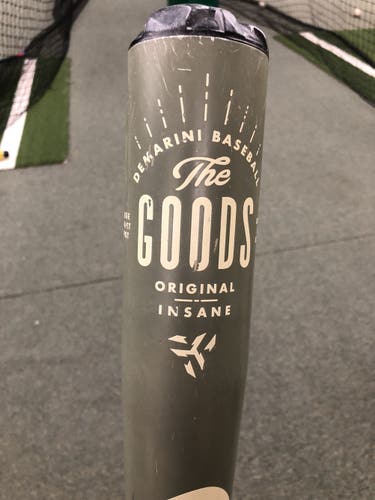 DEMARINI BASEBALL
The
GOODS
ORIGINAL
INSANE